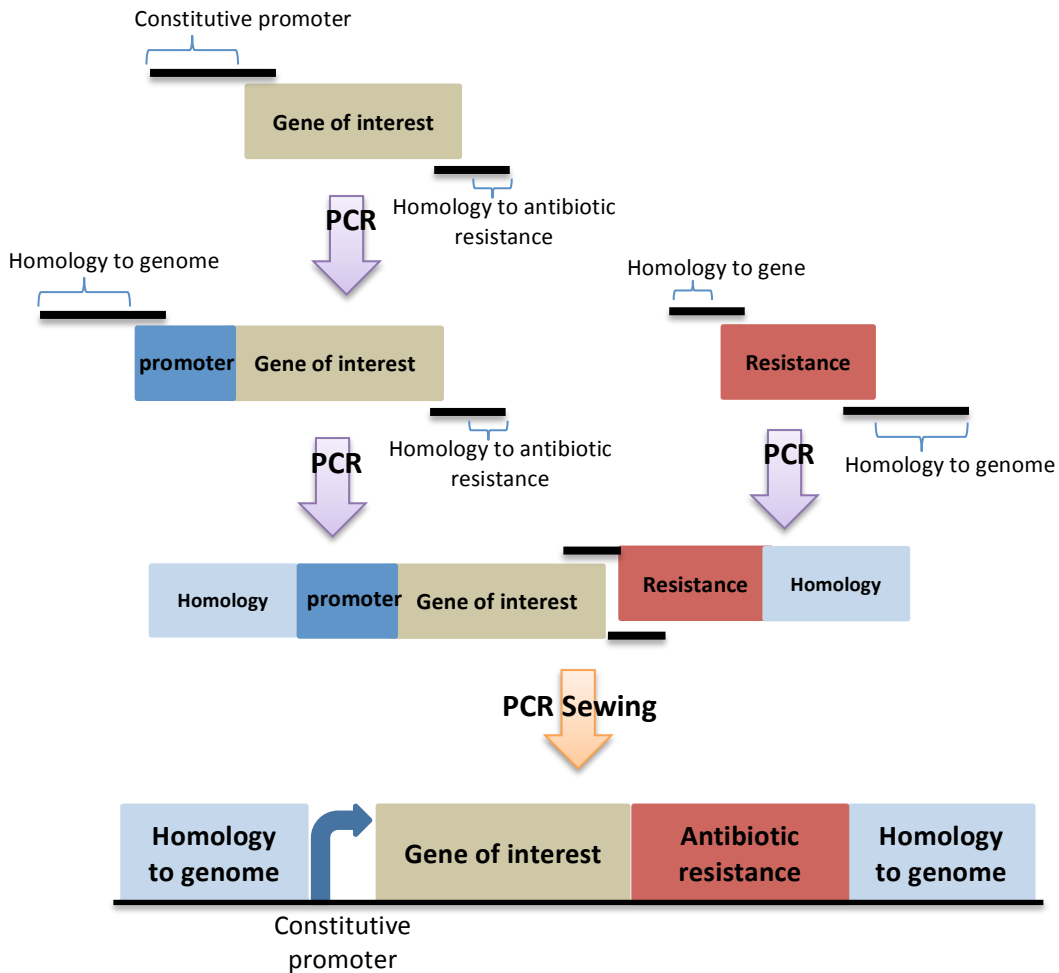 Constitutive promoter
Gene of interest
PCR
Homology to antibiotic
resistance
Homology to genome
Homology to gene
promoter
Gene of interest
Resistance
PCR
Homology to antibiotic
resistance
PCR
Homology to genome
Homology
promoter
Gene of interest
Resistance
Homology
PCR Sewing
Homology
to genome
Gene of interest
Antibiotic
resistance
Homology
to genome
Constitutive
promoter